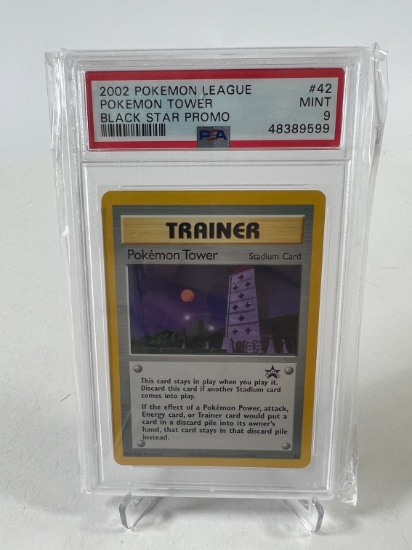 2002 POKEMON LEAGUE #42
POKEMON TOWER MINT
BLACK STAR PROMO 9
PSA 48389599
TRAINER
Pokémon Tower Stadium Card
This card stays in play when you play it.
Discard this card if another Stadium card
comes into play.
If the effect of a Pokémon Power, attack,
Energy card, or Trainer card would put a
card in a discard pile into its owner's
hand, that card stays in that discard pile
instead.